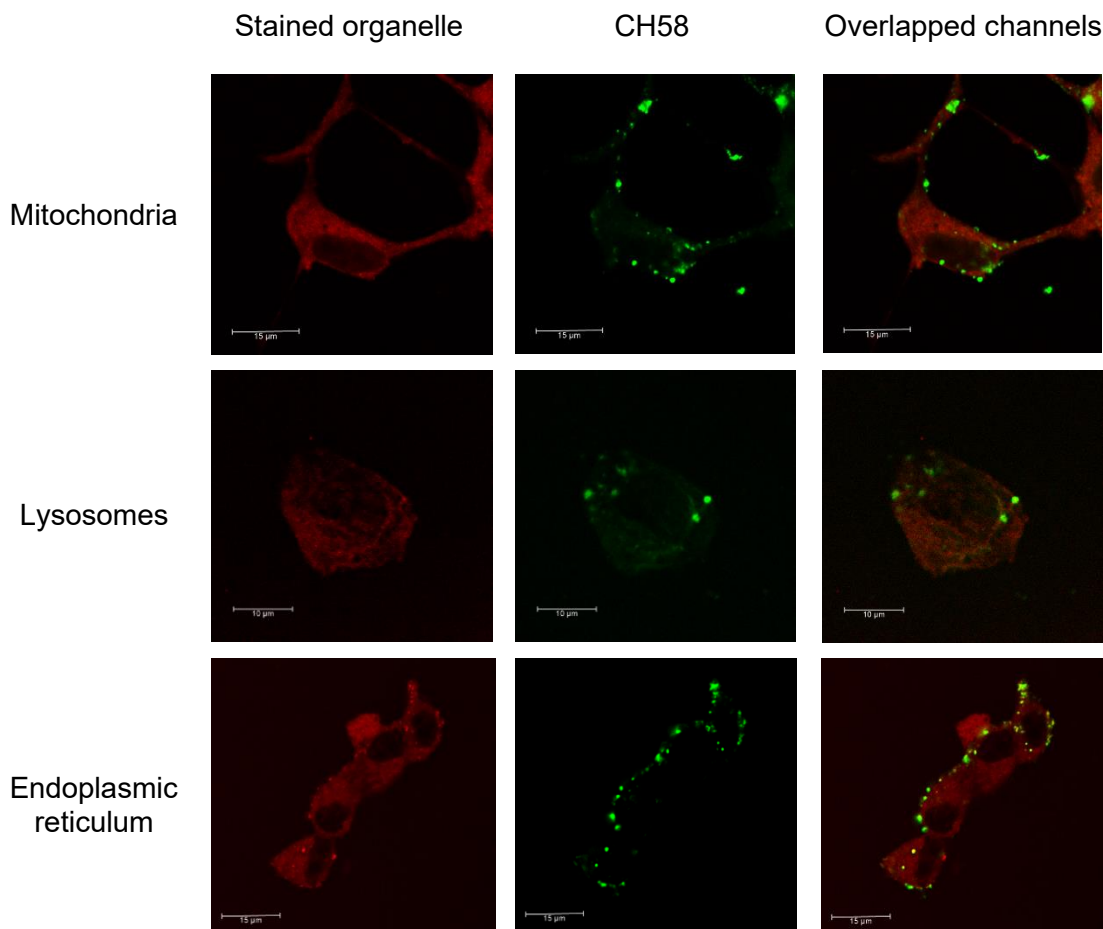 Stained organelle
CH58
Overlapped channels
Mitochondria
15 µm
15 µm
15 µm
Lysosomes
10 µm
10 µm
10 µm
Endoplasmic
reticulum
15 µm
15 µm
15 µm